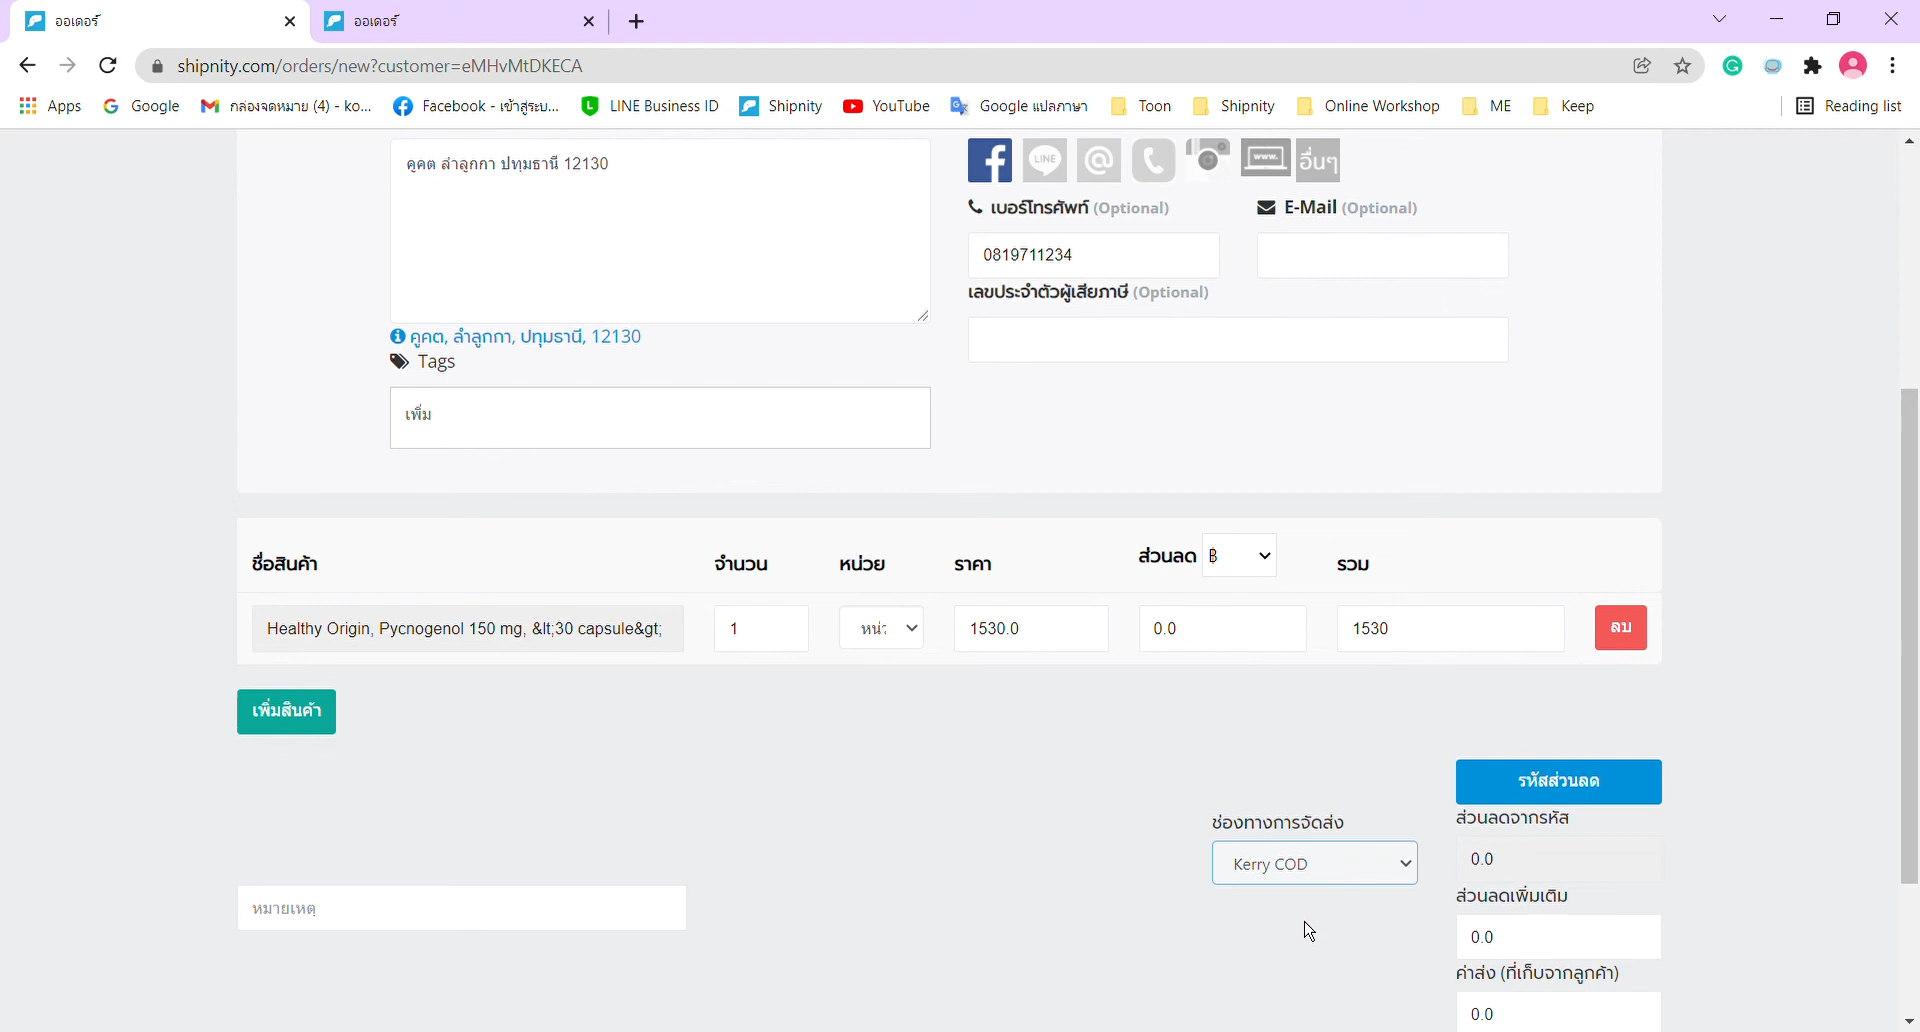 ออเดอร์
ออเดอร์
shipnity.com/orders/new?customer=eMHvMtDKECA
Apps
Google
กล่องจดหมาย (4) - ko...
Facebook - เข้าสู่ระบ...
LINE Business ID
Shipnity
YouTube
Google แปลภาษา
Toon
Shipnity
Online Workshop
ME
Keep
Reading list
คูคต ลำลูกกา ปทุมธานี 12130
LINE
www.
อื่นๆ
เบอร์โทรศัพท์ (Optional)
E-Mail (Optional)
0819711234
เลขประจำตัวผู้เสียภาษี (Optional)
คูคต, ลำลูกกา, ปทุมธานี, 12130
Tags
เพิ่ม
ชื่อสินค้า
จำนวน
หน่วย
ราคา
ส่วนลด
฿
รวม
Healthy Origin, Pycnogenol 150 mg, &lt;30 capsule&gt;
1
หน่ว
1530.0
0.0
1530
ลบ
เพิ่มสินค้า
รหัสส่วนลด
ช่องทางการจัดส่ง
ส่วนลดจากรหัส
Kerry COD
0.0
ส่วนลดเพิ่มเติม
หมายเหตุ
0.0
ค่าส่ง (ที่เก็บจากลูกค้า)
0.0